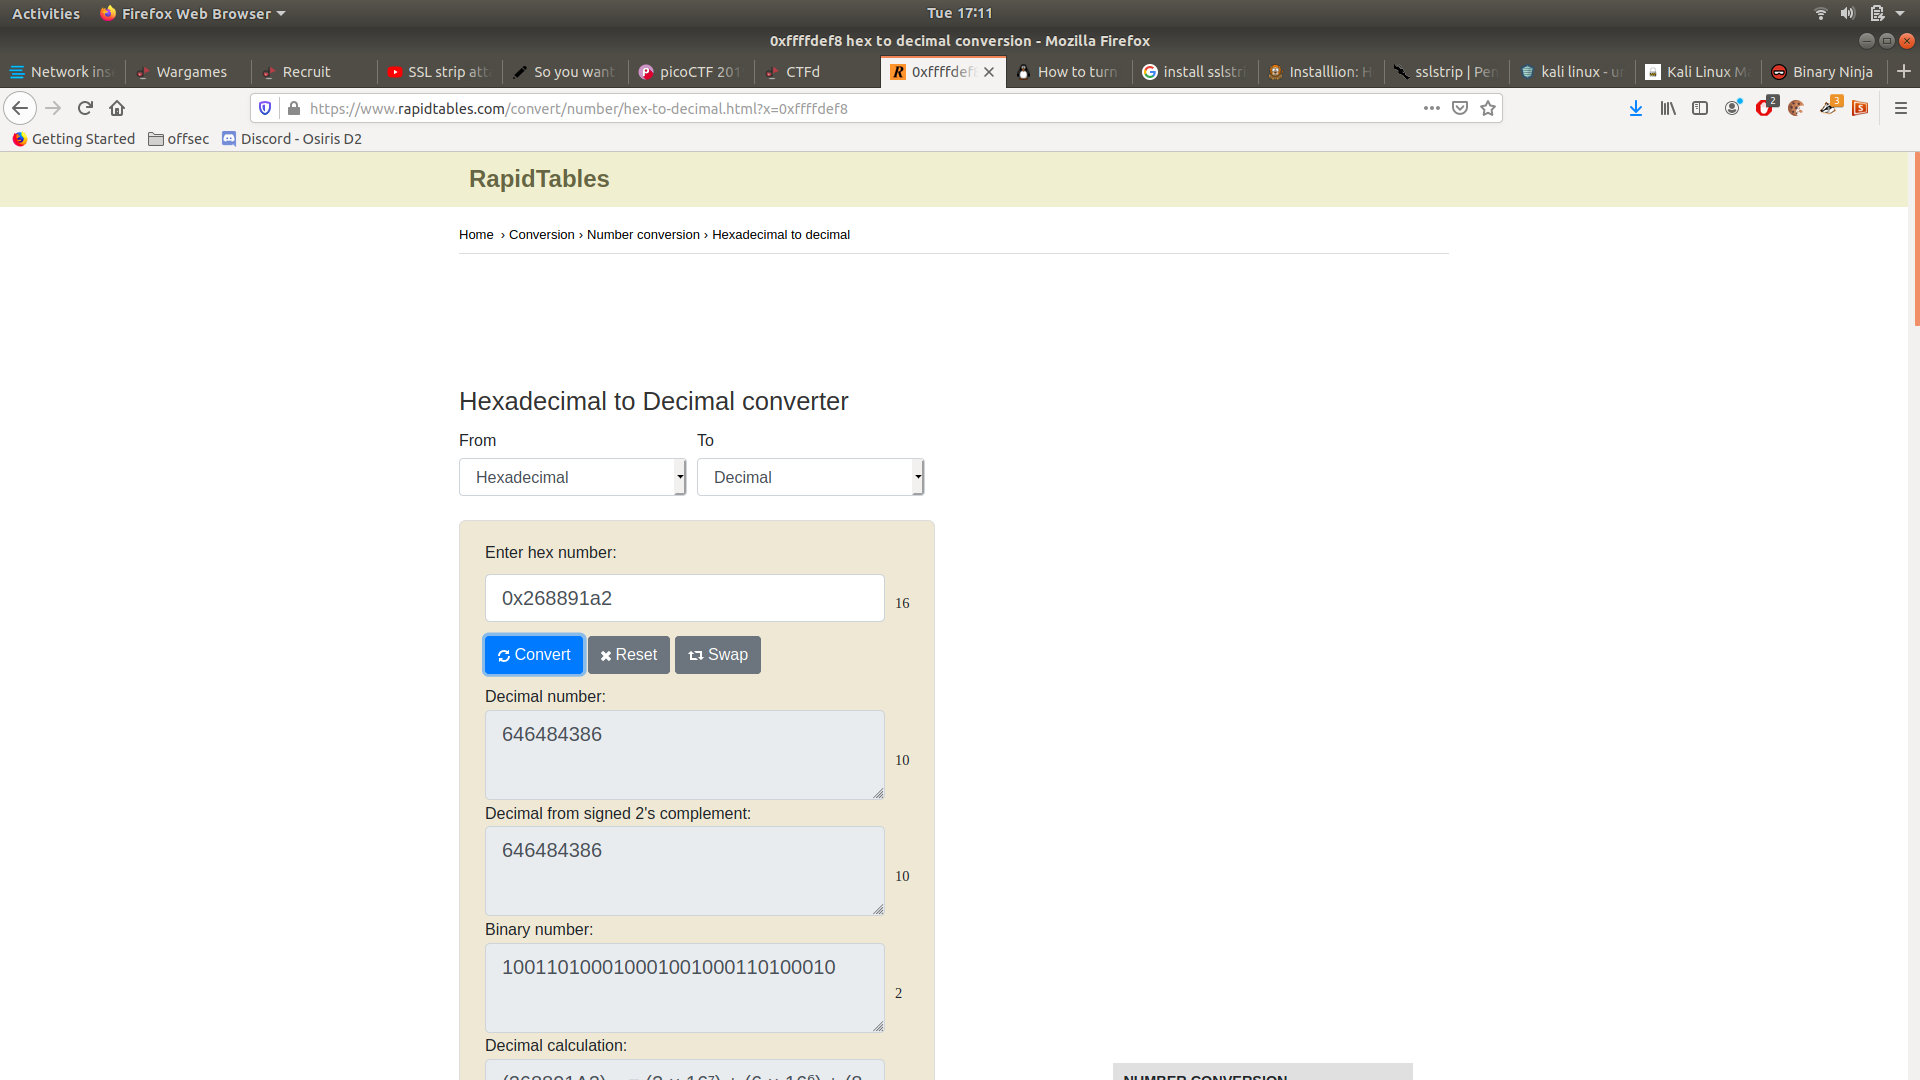 Activities Firefox Web Browser Tue 17:11
0xffffdef8 hex to decimal conversion - Mozilla Firefox
Network ins Wargames Recruit SSL strip att So you want picoCTF 201 CTFd 0xffffdef8 How to turn install sslstri Installlion: H sslstrip | Pen kali linux - u Kali Linux M Binary Ninja
https://www.rapidtables.com/convert/number/hex-to-decimal.html?x=0xffffdef8 2 3
Getting Started offsec Discord - Osiris D2
RapidTables
Home › Conversion › Number conversion › Hexadecimal to decimal
Hexadecimal to Decimal converter
From To
Hexadecimal Decimal
Enter hex number:
0x268891a2 16
Convert Reset Swap
Decimal number:
646484386
10
Decimal from signed 2's complement:
646484386
10
Binary number:
100110100010001001000110100010
2
Decimal calculation:
NUMBER CONVERSION